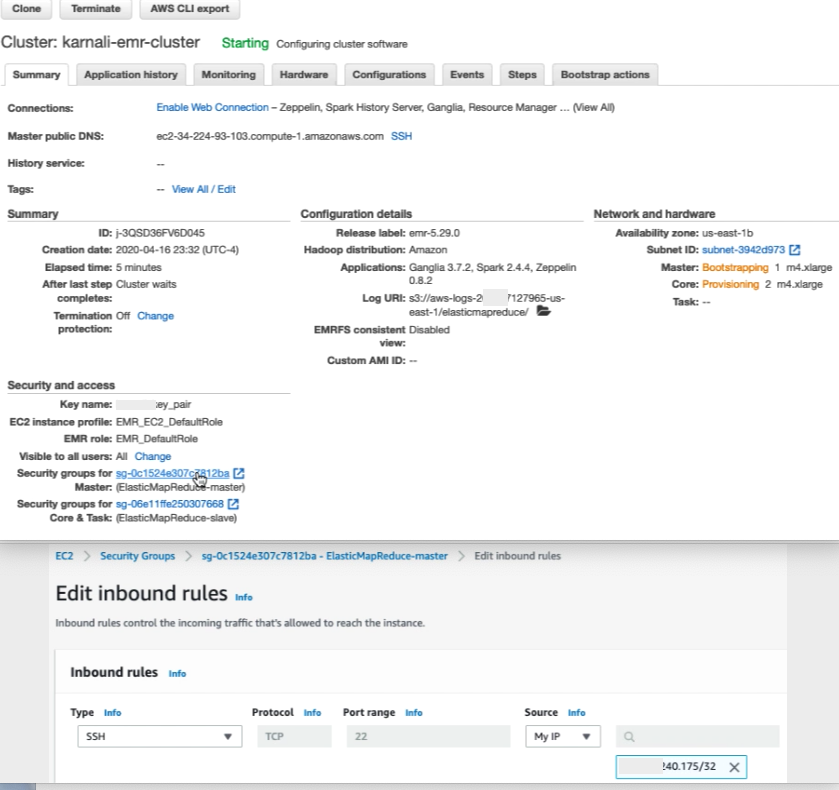 Clone Terminate AWS CLI export
Cluster: karnali-emr-cluster Starting Configuring cluster software
Summary Application history Monitoring Hardware Configurations Events Steps Bootstrap actions
Connections: Enable Web Connection – Zeppelin, Spark History Server, Ganglia, Resource Manager ... (View All)
Master public DNS: ec2-34-224-93-103.compute-1.amazonaws.com SSH
History service: --
Tags: -- View All / Edit
Summary
ID: j-3QSD36FV6D045
Creation date: 2020-04-16 23:32 (UTC-4)
Elapsed time: 5 minutes
After last step Cluster waits
completes:
Termination Off Change
protection:
Configuration details
Release label: emr-5.29.0
Hadoop distribution: Amazon
Applications: Ganglia 3.7.2, Spark 2.4.4, Zeppelin
0.8.2
Log URI: s3://aws-logs-2 7127965-us-
east-1/elasticmapreduce/
EMRFS consistent Disabled
view:
Custom AMI ID: --
Network and hardware
Availability zone: us-east-1b
Subnet ID: subnet-3942d973
Master: Bootstrapping 1 m4.xlarge
Core: Provisioning 2 m4.xlarge
Task: --
Security and access
Key name: ey_pair
EC2 instance profile: EMR_EC2_DefaultRole
EMR role: EMR_DefaultRole
Visible to all users: All Change
Security groups for sg-0c1524e307c7812ba
Master: (ElasticMapReduce-master)
Security groups for sg-06e11ffe250307668
Core & Task: (ElasticMapReduce-slave)
EC2 > Security Groups > sg-0c1524e307c7812ba - ElasticMapReduce-master > Edit inbound rules
Edit inbound rules Info
Inbound rules control the incoming traffic that's allowed to reach the instance.
Inbound rules Info
Type Info Protocol Info Port range Info Source Info
SSH TCP 22 My IP
240.175/32